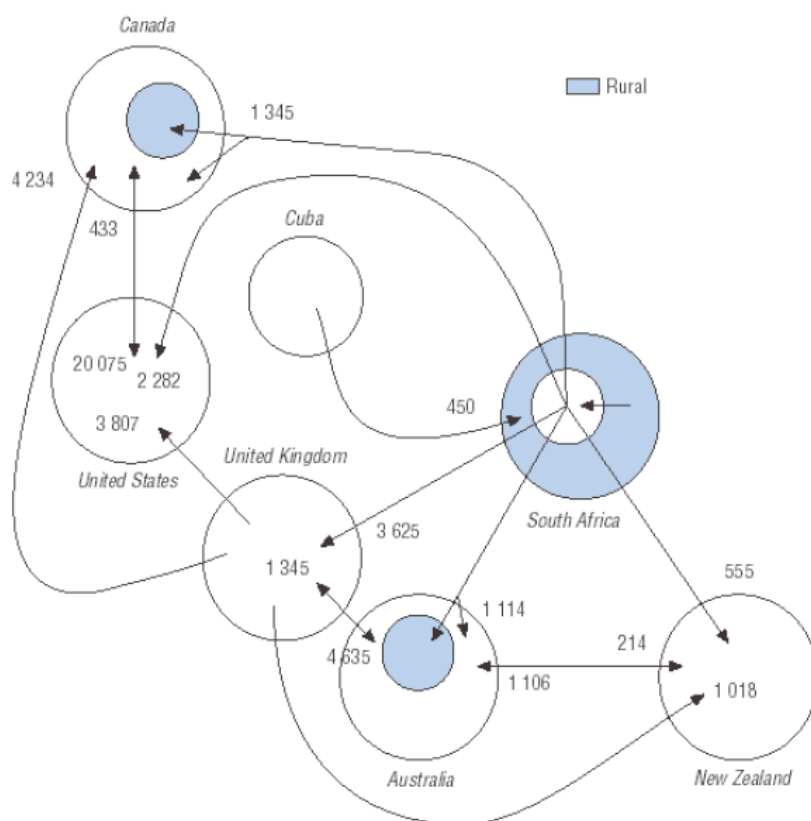 Canada
Rural
1 345
4 234
433
Cuba
20 075
2 282
3 807
450
United Kingdom
United States
South Africa
3 625
1 345
555
1 114
4 635
214
1 106
1 018
Australia
New Zealand